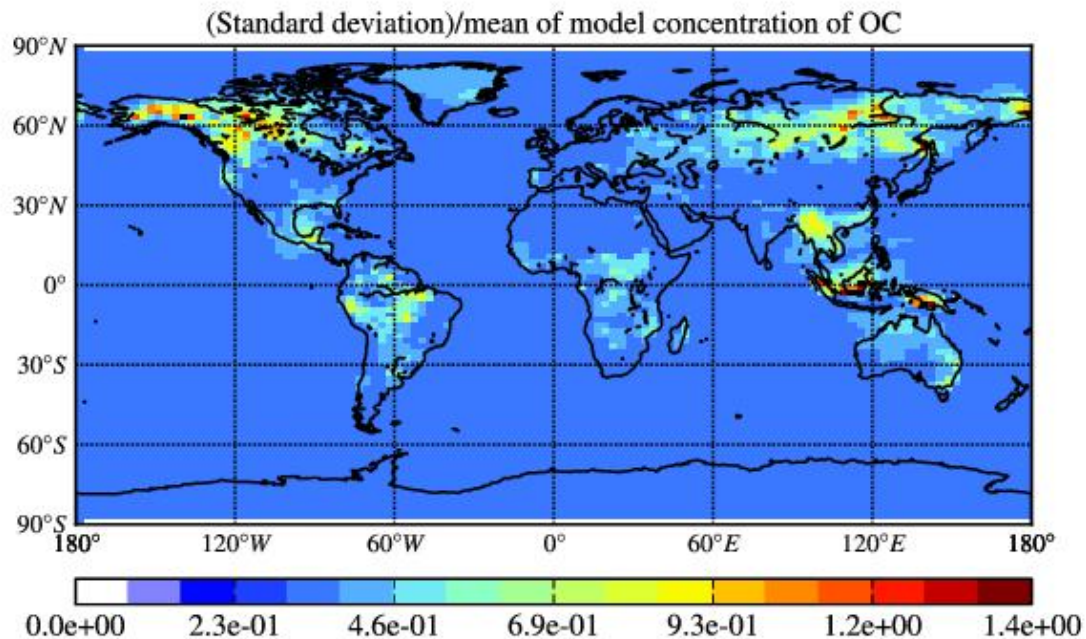 (Standard deviation)/mean of model concentration of OC
90°N
60°N
30°N
0°
30°S
60°S
90°S
180° 120°W 60°W 0° 60°E 120°E 180°
0.0e+00 2.3e-01 4.6e-01 6.9e-01 9.3e-01 1.2e+00 1.4e+00